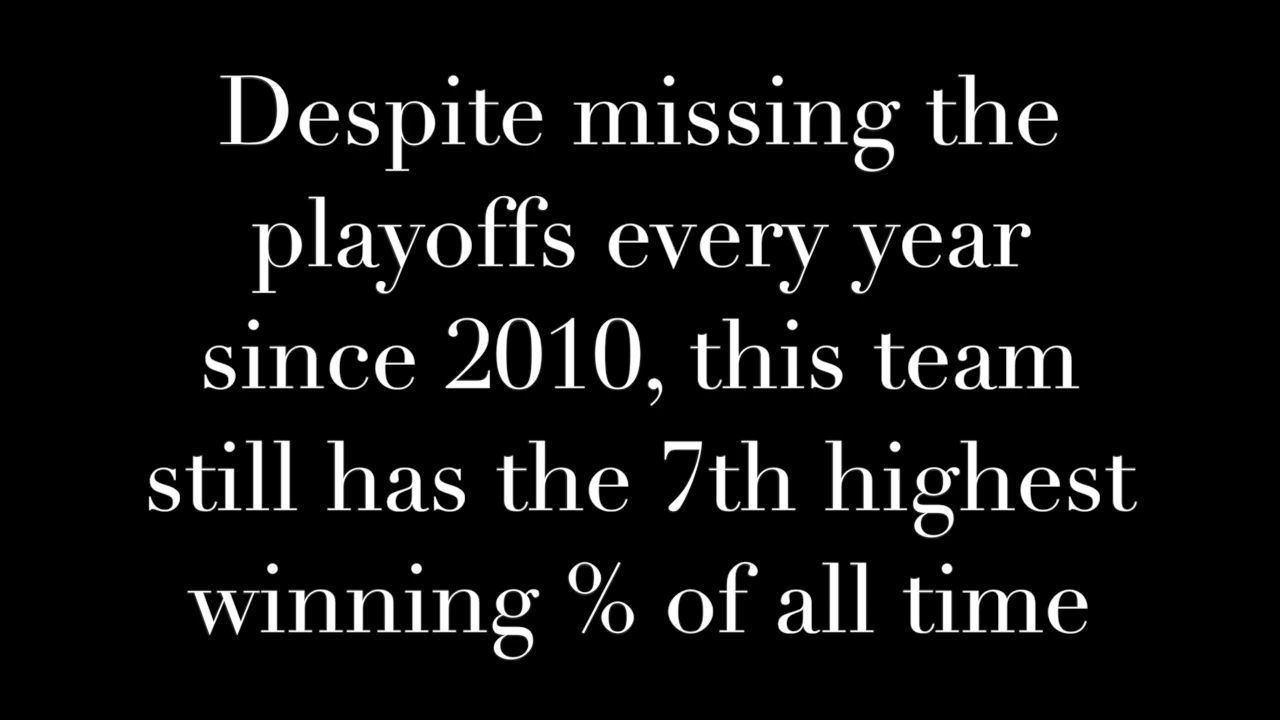 Despite missing the
playoffs every year
since 2010, this team
still has the 7th highest
winning % of all time